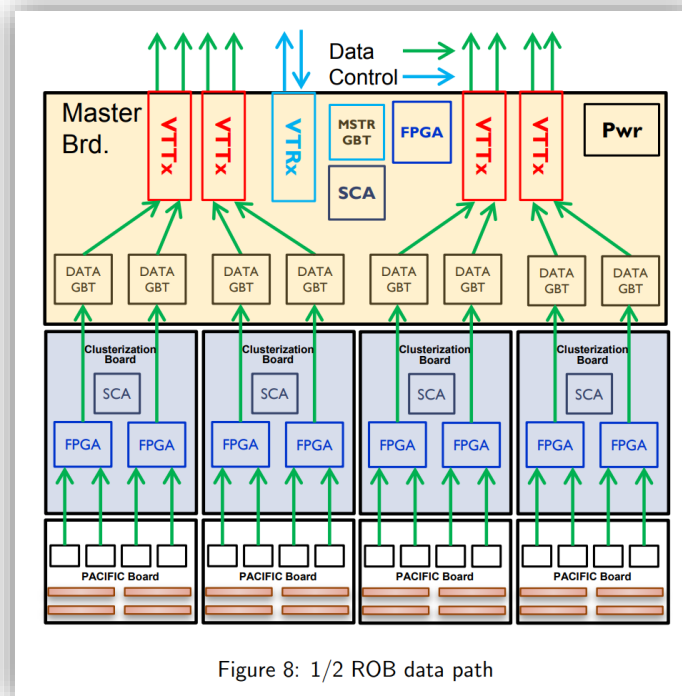 Data
Control
Master
Brd.
VTTx
VTTx
VTRx
MSTR
GBT
FPGA
SCA
VTTx
VTTx
Pwr
DATA
GBT
DATA
GBT
DATA
GBT
DATA
GBT
DATA
GBT
DATA
GBT
DATA
GBT
DATA
GBT
Clusterization
Board
SCA
FPGA
FPGA
Clusterization
Board
SCA
FPGA
FPGA
Clusterization
Board
SCA
FPGA
FPGA
Clusterization
Board
SCA
FPGA
FPGA
PACIFIC Board
PACIFIC Board
PACIFIC Board
PACIFIC Board
Figure 8: 1/2 ROB data path